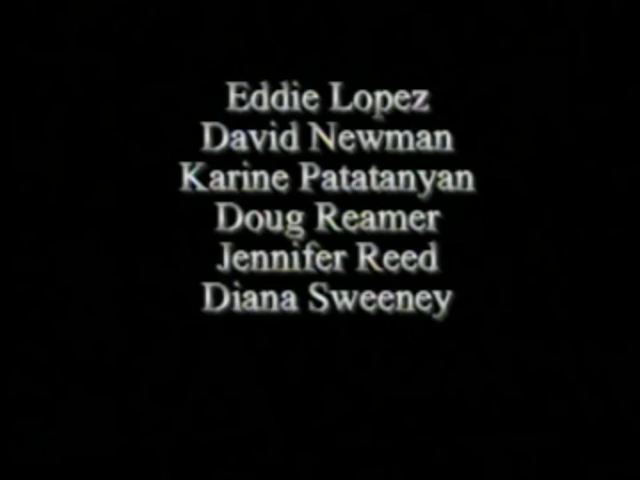 Eddie Lopez
David Newman
Karine Patatanyan
Doug Reamer
Jennifer Reed
Diana Sweeney